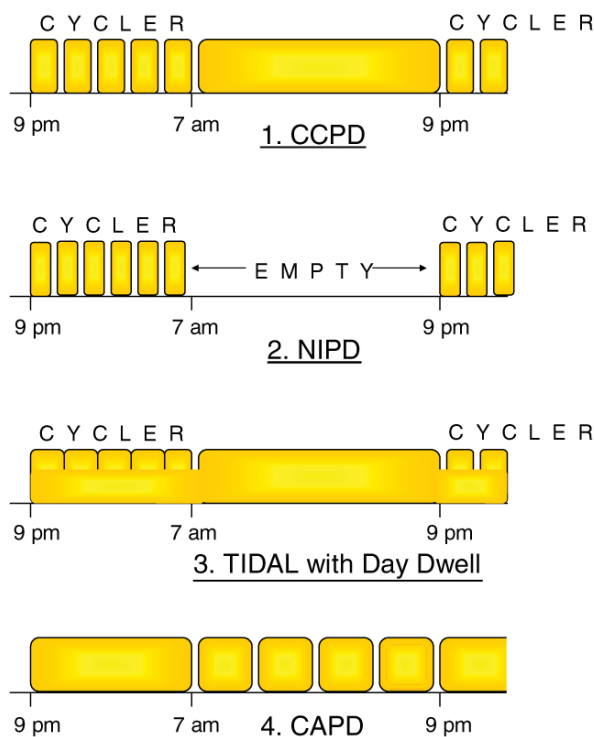 C Y C L E R C Y C L E R
9 pm 7 am 9 pm
1. CCPD
C Y C L E R C Y C L E R
E M P T Y
9 pm 7 am 9 pm
2. NIPD
C Y C L E R C Y C L E R
9 pm 7 am 9 pm
3. TIDAL with Day Dwell
9 pm 7 am 9 pm
4. CAPD